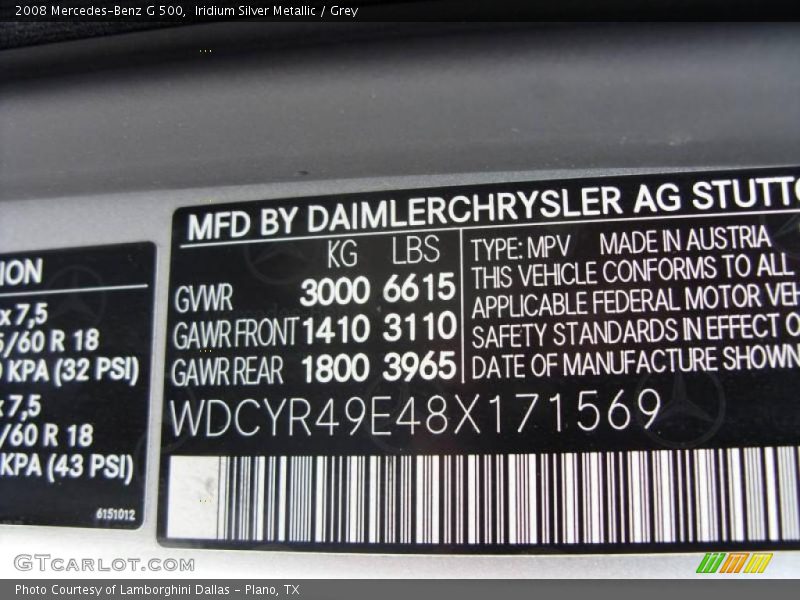 2008 Mercedes-Benz G 500,  Iridium Silver Metallic / Grey
ION
x 7,5
5/60 R 18
0 KPA (32 PSI)
x 7,5
/60 R 18
KPA (43 PSI)
6151012
MFD BY DAIMLERCHRYSLER AG STUTTG
KG LBS
GVWR 3000 6615
GAWR FRONT 1410 3110
GAWR REAR 1800 3965
TYPE: MPV MADE IN AUSTRIA
THIS VEHICLE CONFORMS TO ALL
APPLICABLE FEDERAL MOTOR VEH
SAFETY STANDARDS IN EFFECT O
DATE OF MANUFACTURE SHOWN
WDCYR49E48X171569
GTCARLOT.COM
Photo Courtesy of Lamborghini Dallas - Plano, TX